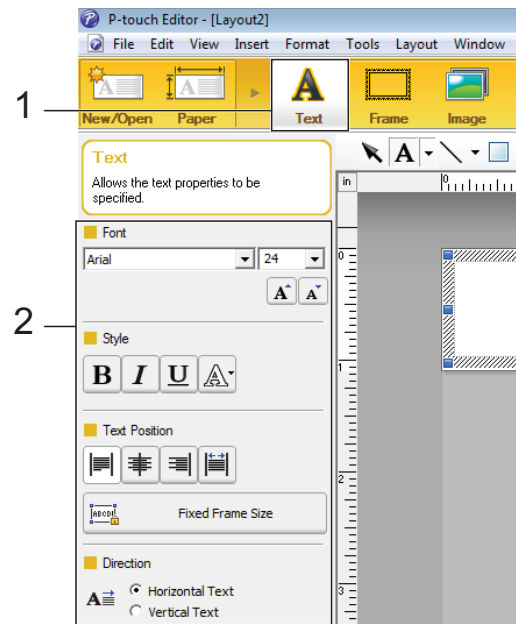 P-touch Editor - [Layout2]
File Edit View Insert Format Tools Layout Window
1
New/Open Paper Text Frame Image
Text
Allows the text properties to be
specified.
A
in 0
Font
Arial 24
A A
0
2
Style
B I U A
1
Text Position
2
ABCD Fixed Frame Size
Direction
A Horizontal Text
3
Vertical Text